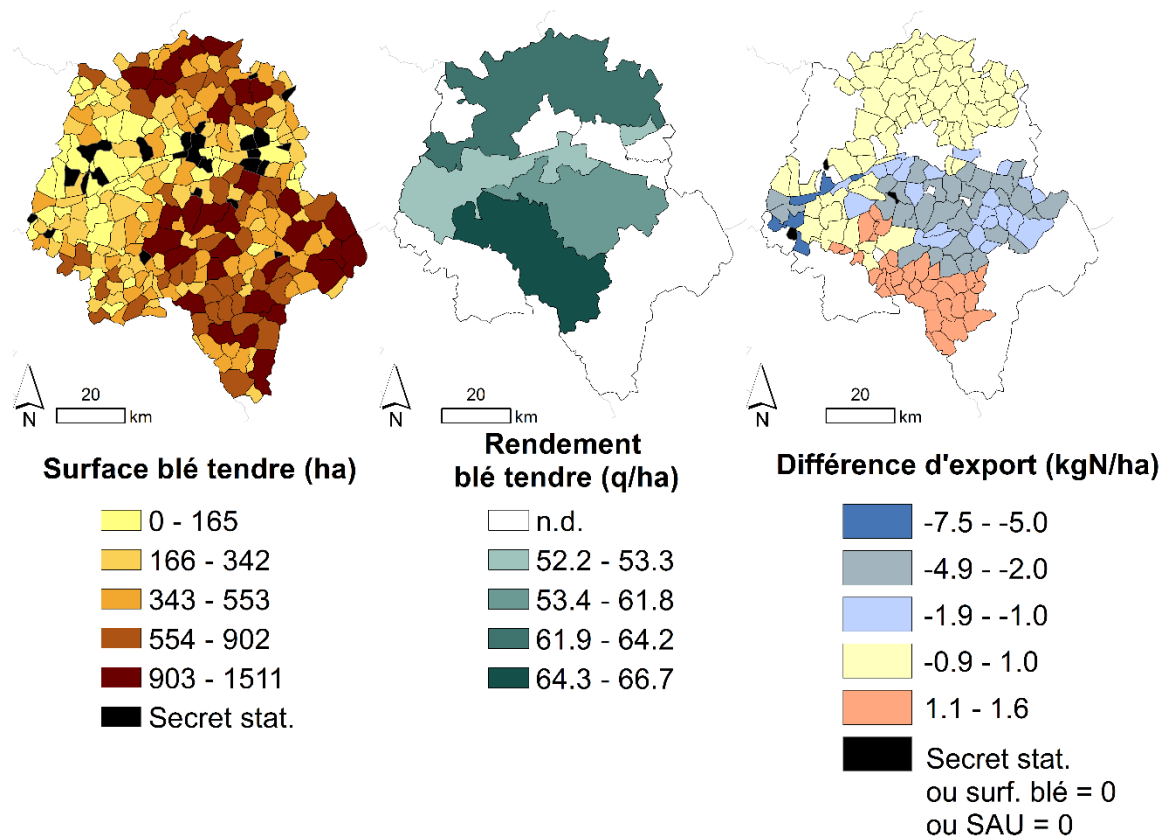 N
20
km
Surface blé tendre (ha)
0 - 165
166 - 342
343 - 553
554 - 902
903 - 1511
Secret stat.
N
20
km
Rendement
blé tendre (q/ha)
n.d.
52.2 - 53.3
53.4 - 61.8
61.9 - 64.2
64.3 - 66.7
N
20
km
Différence d'export (kgN/ha)
-7.5 - -5.0
-4.9 - -2.0
-1.9 - -1.0
-0.9 - 1.0
1.1 - 1.6
Secret stat.
ou surf. blé = 0
ou SAU = 0